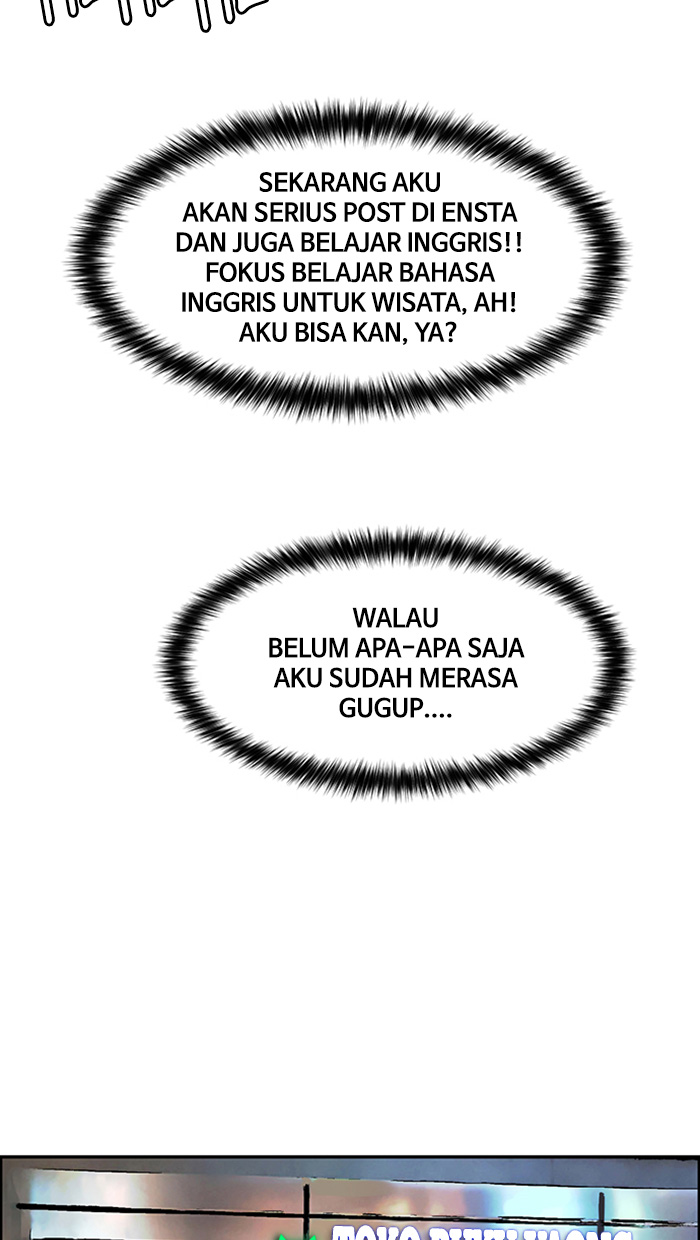 SEKARANG AKU
AKAN SERIUS POST DI ENSTA
DAN JUGA BELAJAR INGGRIS!!
FOKUS BELAJAR BAHASA
INGGRIS UNTUK WISATA, AH!
AKU BISA KAN, YA?
WALAU
BELUM APA-APA SAJA
AKU SUDAH MERASA
GUGUP....
TOKO